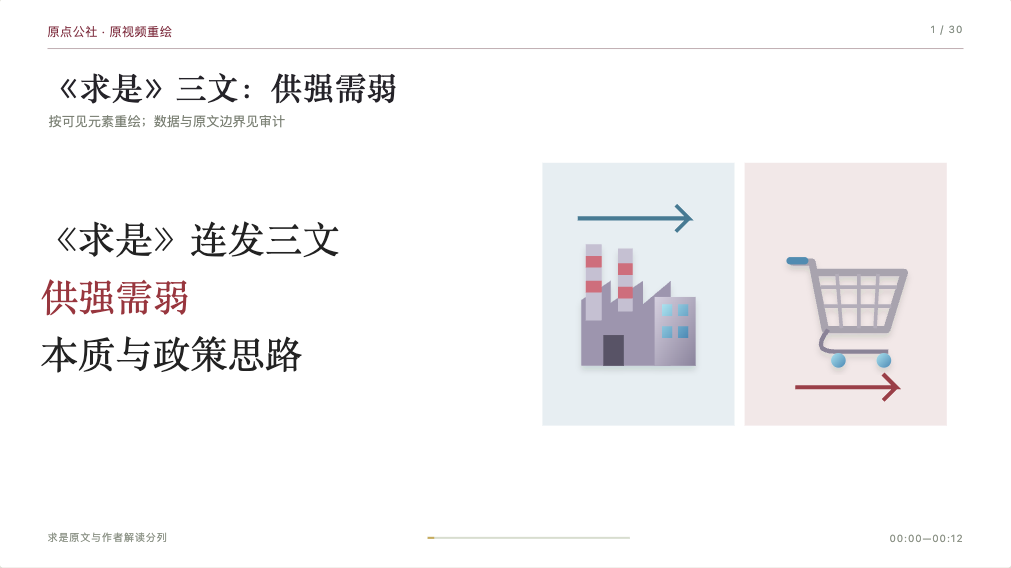 原点公社 · 原视频重绘
1 / 30
《求是》三文：供强需弱
按可见元素重绘；数据与原文边界见审计
《求是》连发三文
供强需弱
本质与政策思路
求是原文与作者解读分列
00:00—00:12